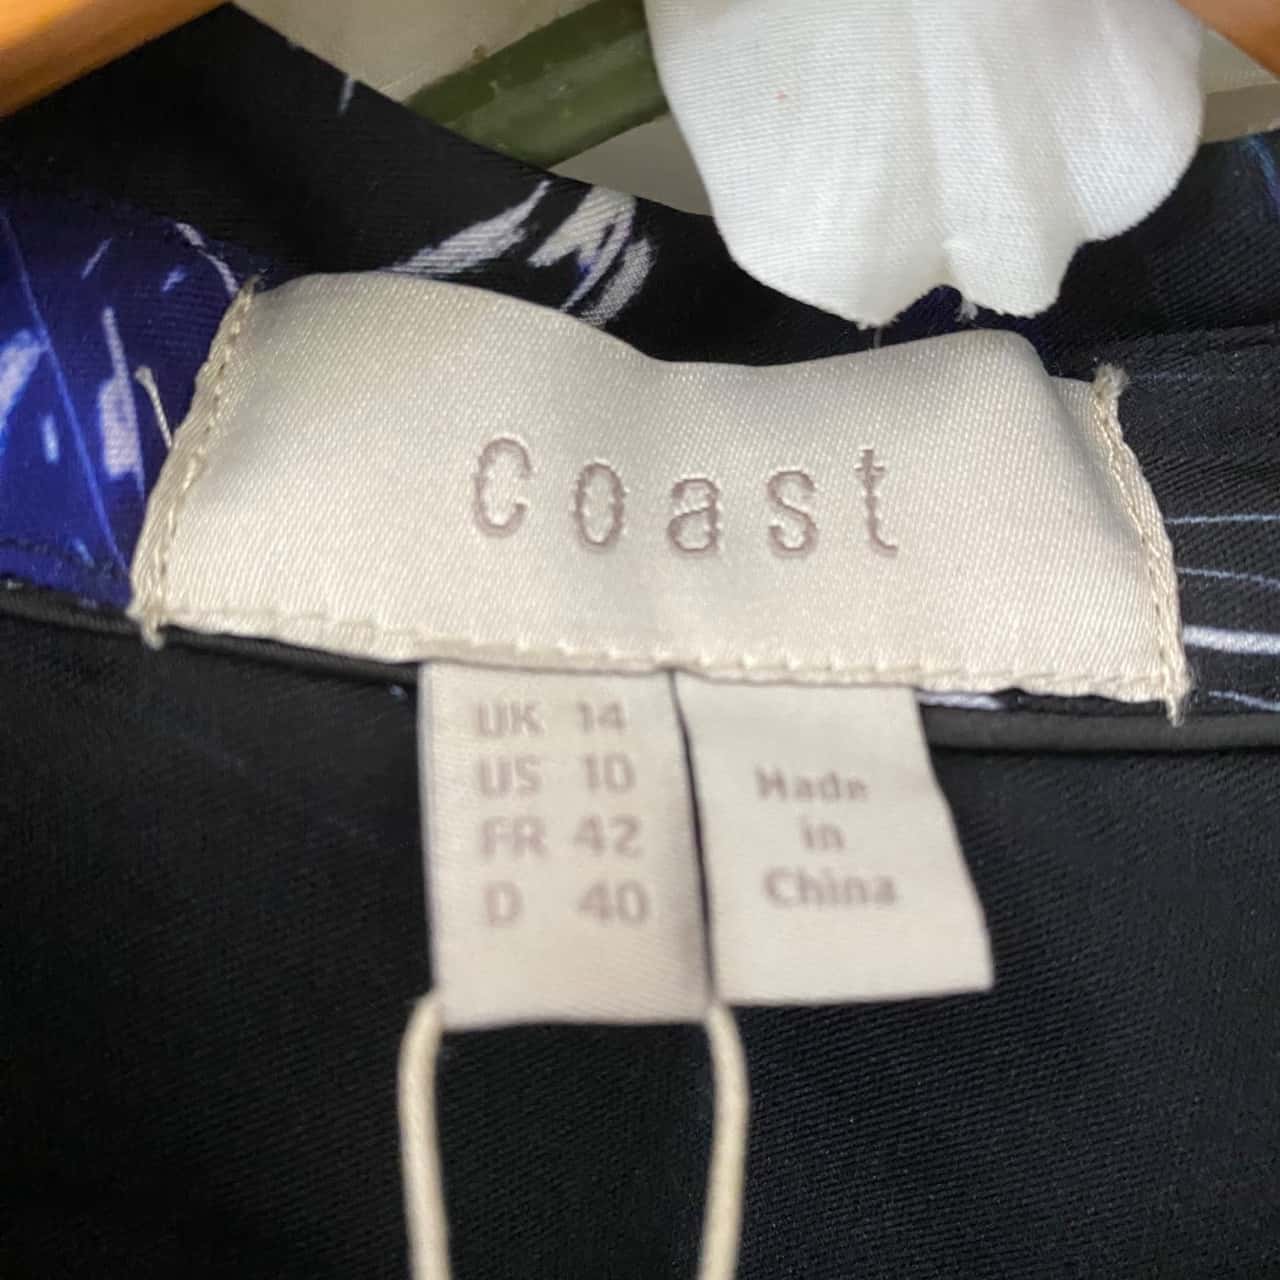 Coast
UK 14
US 10
FR 42
D 40
Made
in
China